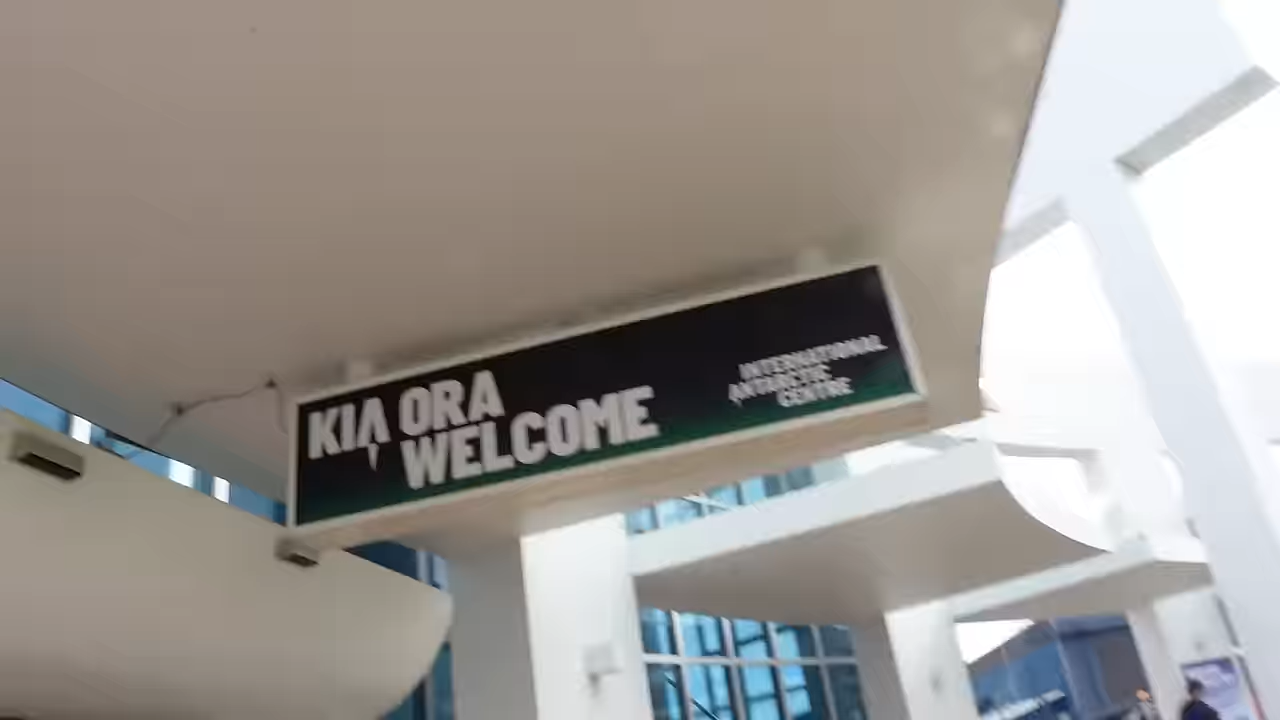 KIA ORA
WELCOME
INTERNATIONAL
ANTARCTIC
CENTRE